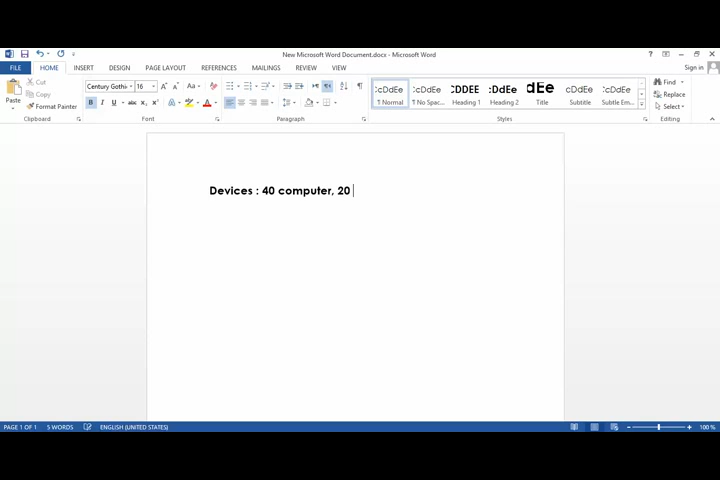 New Microsoft Word Document.docx - Microsoft Word
Sign in
FILE HOME INSERT DESIGN PAGE LAYOUT REFERENCES MAILINGS REVIEW VIEW
Paste
Cut
Copy
Format Painter
Clipboard
Century Gothi 16
Aa
B I U abc
Font
Paragraph
¶ Normal
¶ No Spac...
Heading 1
Heading 2
Title
Subtitle
Subtle Em...
Styles
Find
Replace
Select
Editing
Devices : 40 computer, 20
PAGE 1 OF 1 5 WORDS ENGLISH (UNITED STATES) 100 %